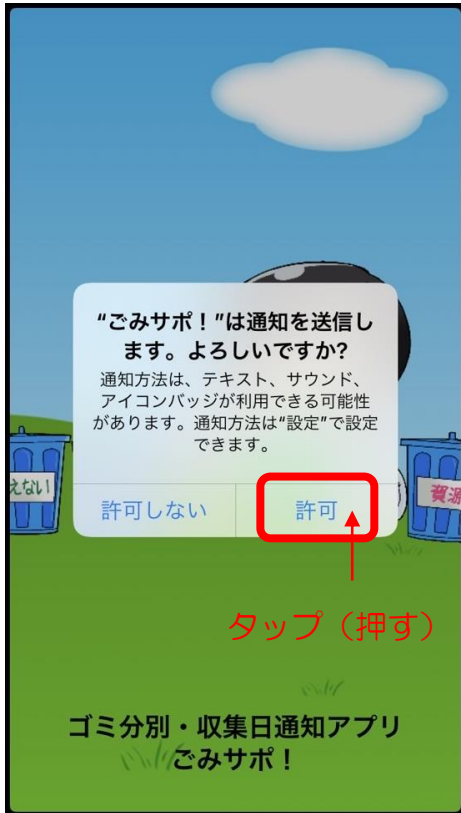 “ごみサポ！”は通知を送信し
ます。よろしいですか?
通知方法は、テキスト、サウンド、
アイコンバッジが利用できる可能性
があります。通知方法は“設定”で設定
できます。
えない
資源
許可しない
許可
タップ（押す）
ゴミ分別・収集日通知アプリ
ごみサポ！